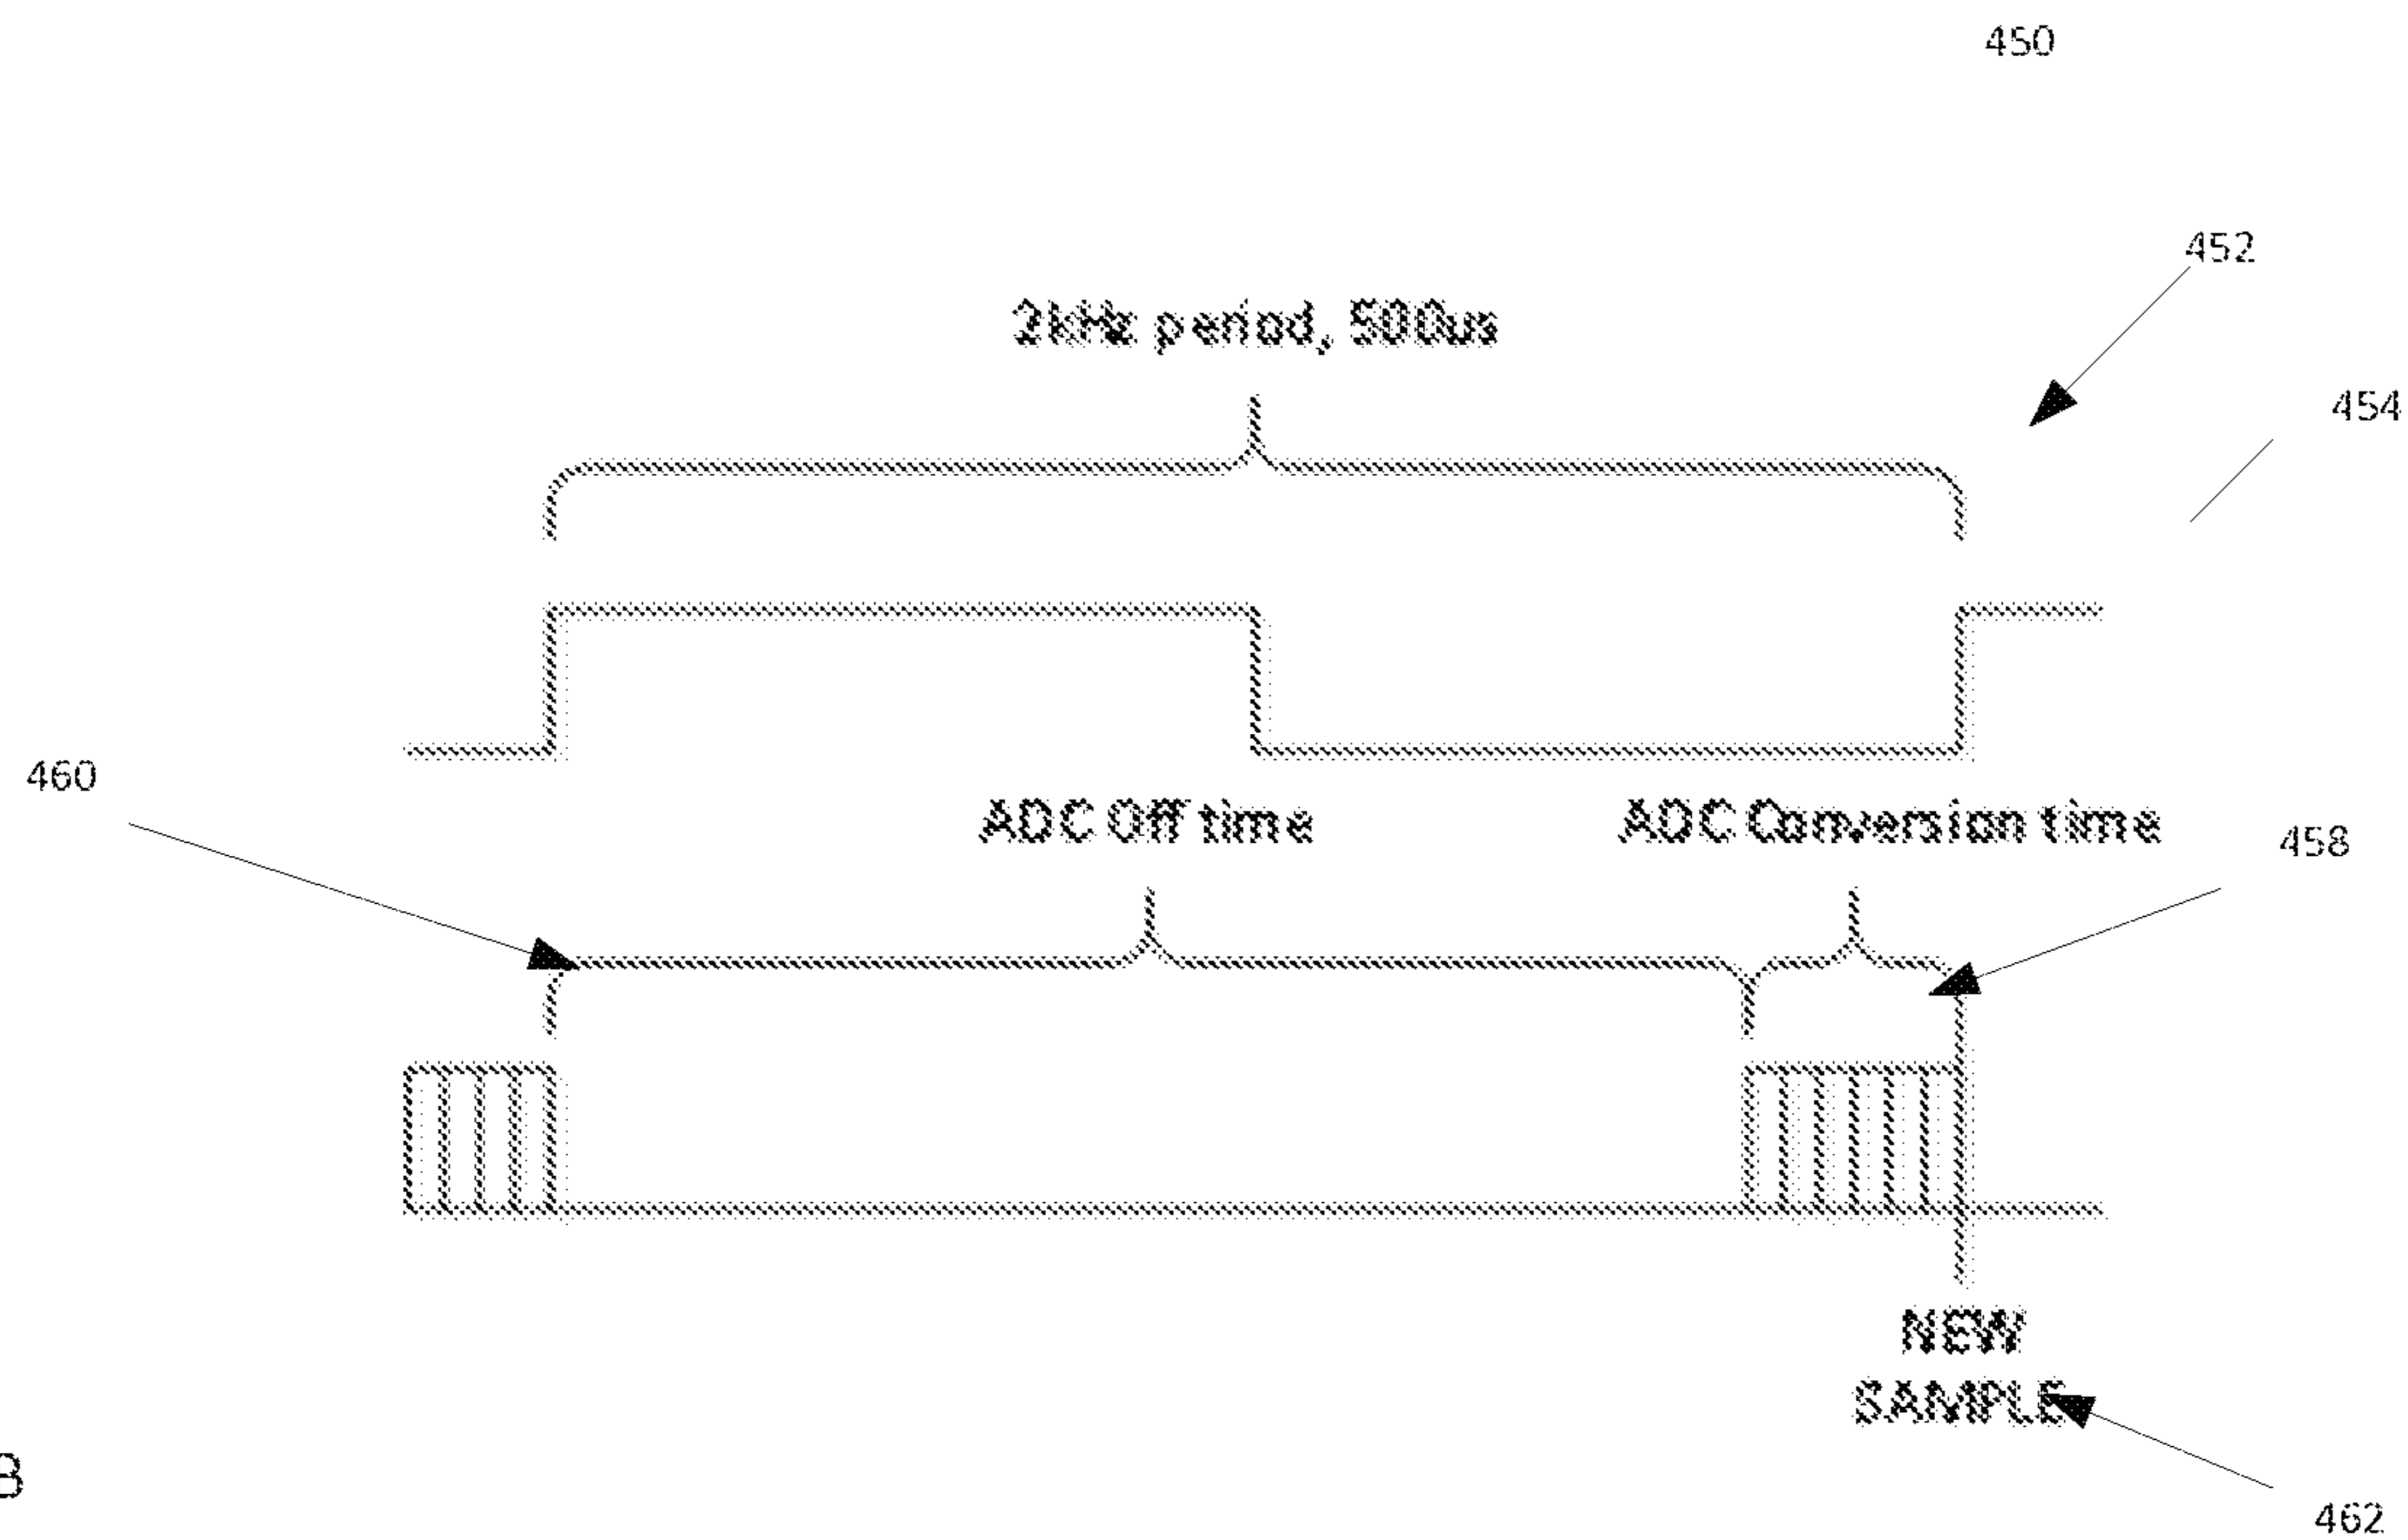 450
452
2kHz period, 500us
454
460
ADC Off time
ADC Conversion time
458
NEW
SAMPLE
B
462